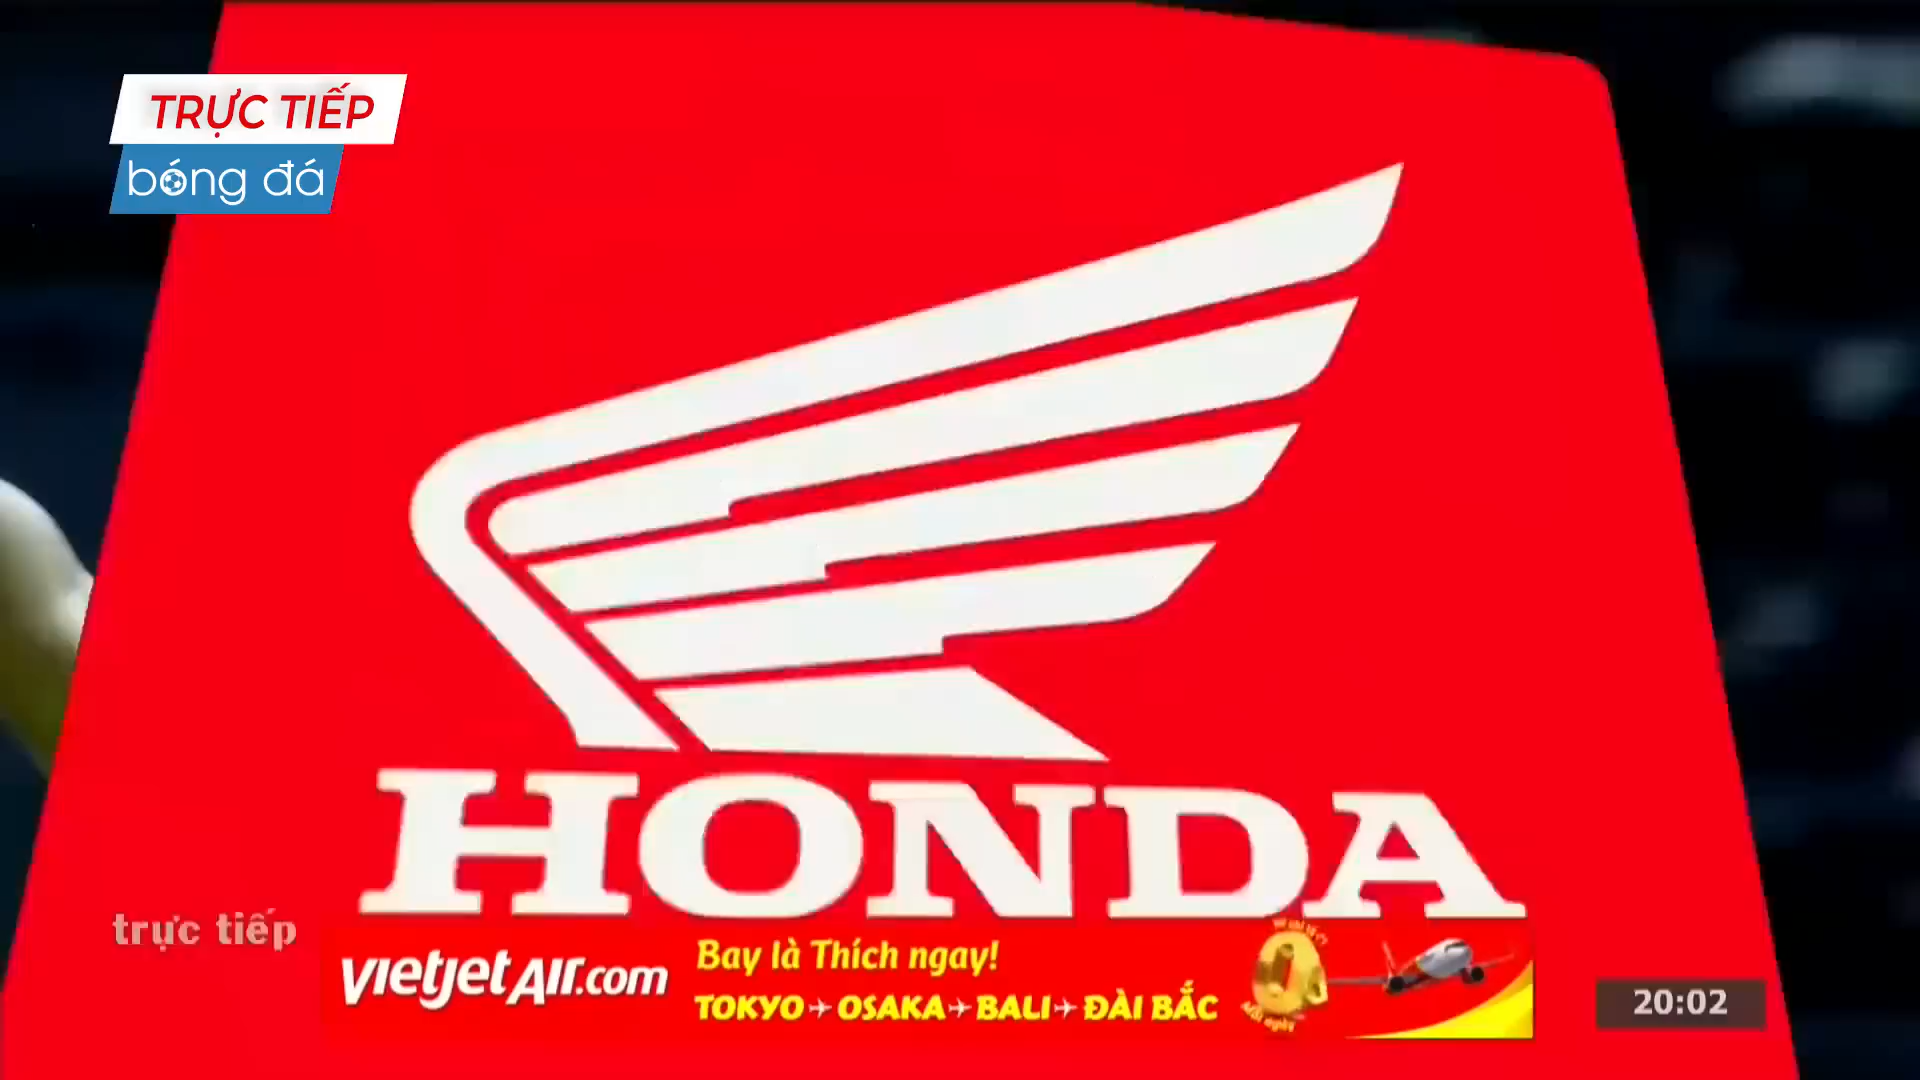 TRỰC TIẾP
bóng đá
HONDA
trực tiếp
vietjetAir.com
Bay là Thích ngay!
TOKYO OSAKA BALI ĐÀI BẮC
20:02